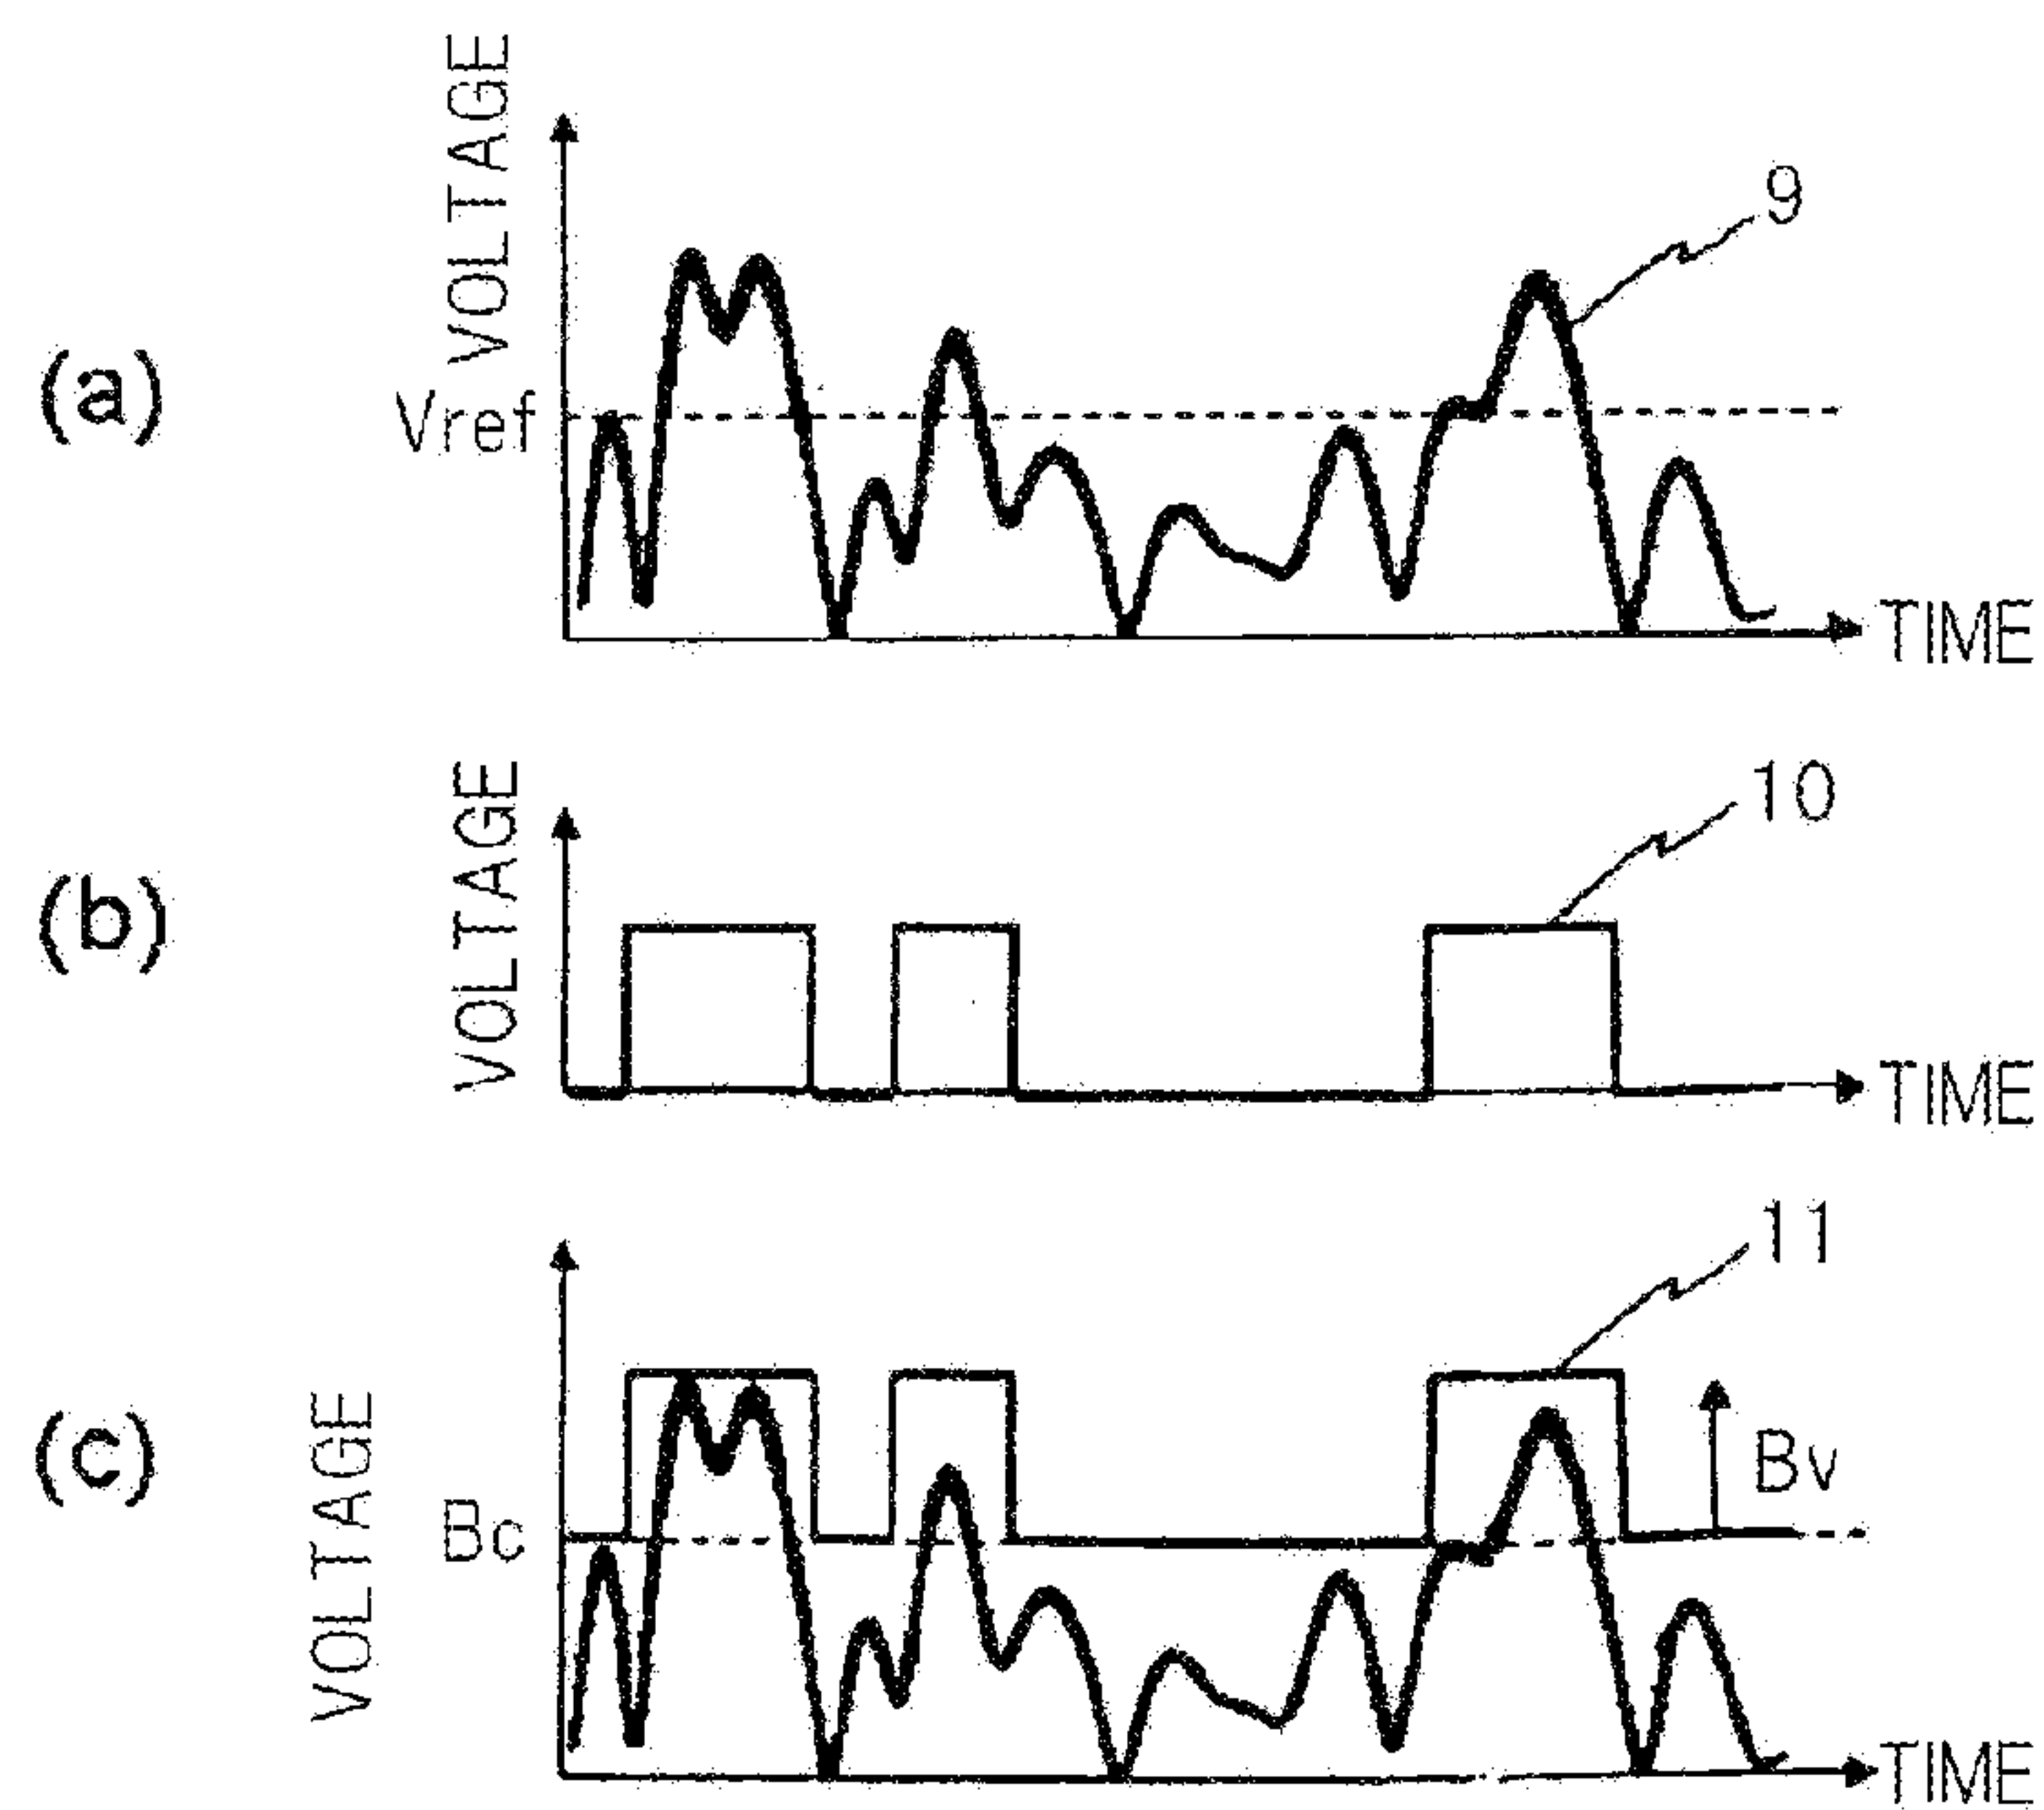 (a)
VOLTAGE
9
Vref
TIME
(b)
VOLTAGE
10
TIME
(c)
VOLTAGE
11
Bc
Bv
TIME